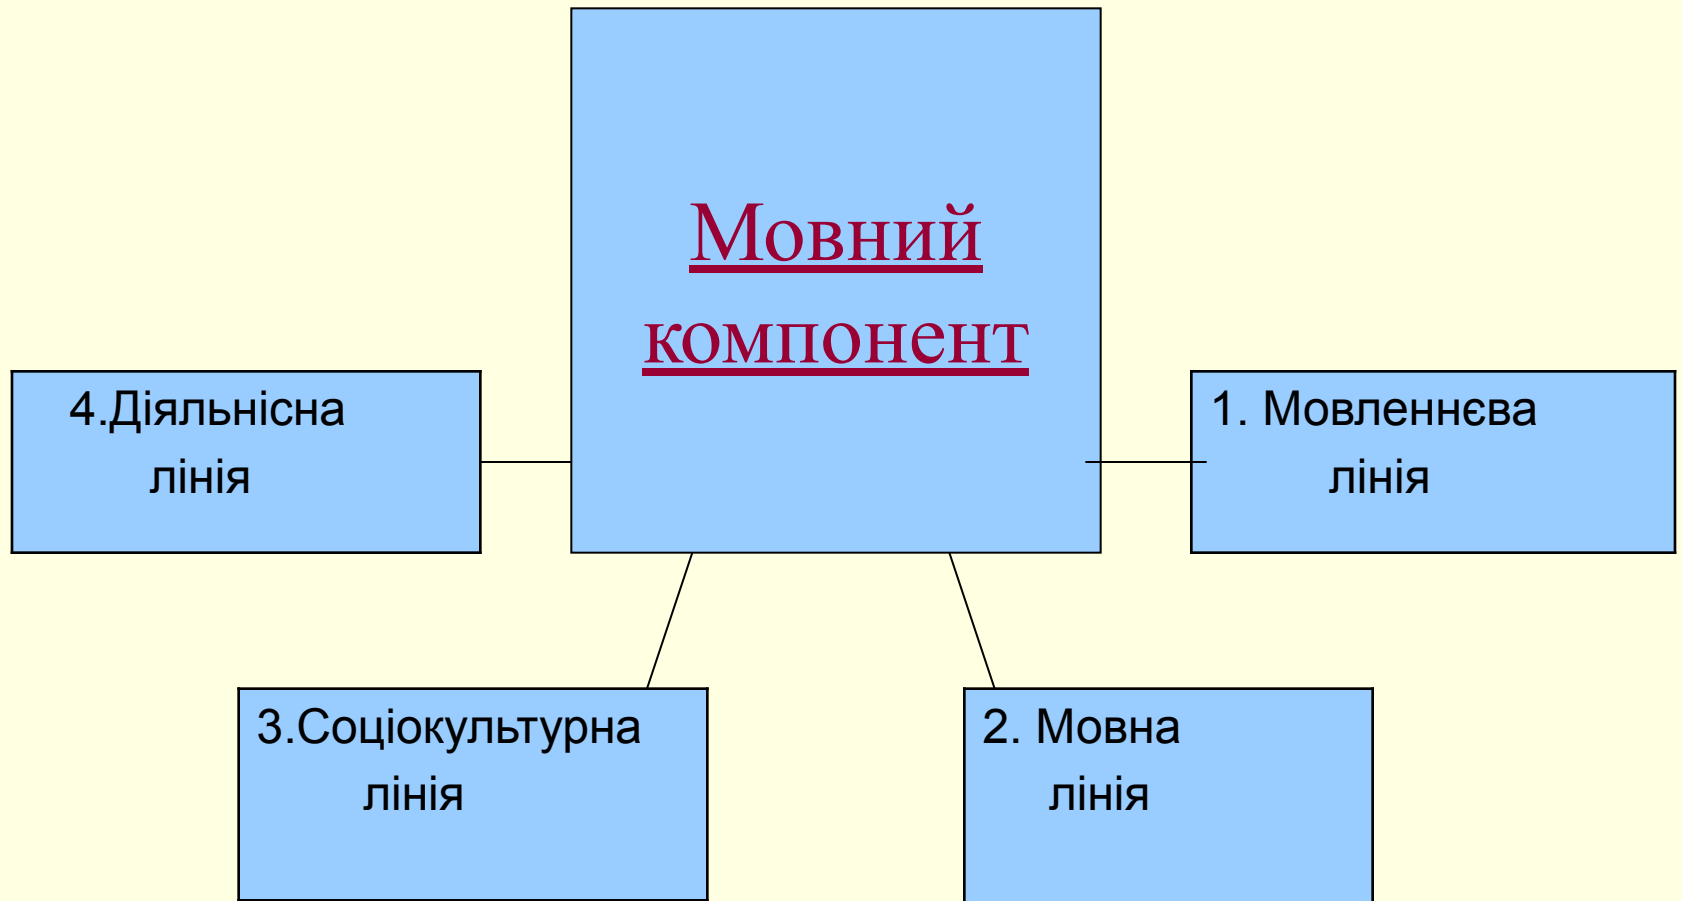 Мовний
компонент
4.Діяльнісна
лінія
1. Мовленнєва
лінія
3.Соціокультурна
лінія
2. Мовна
лінія